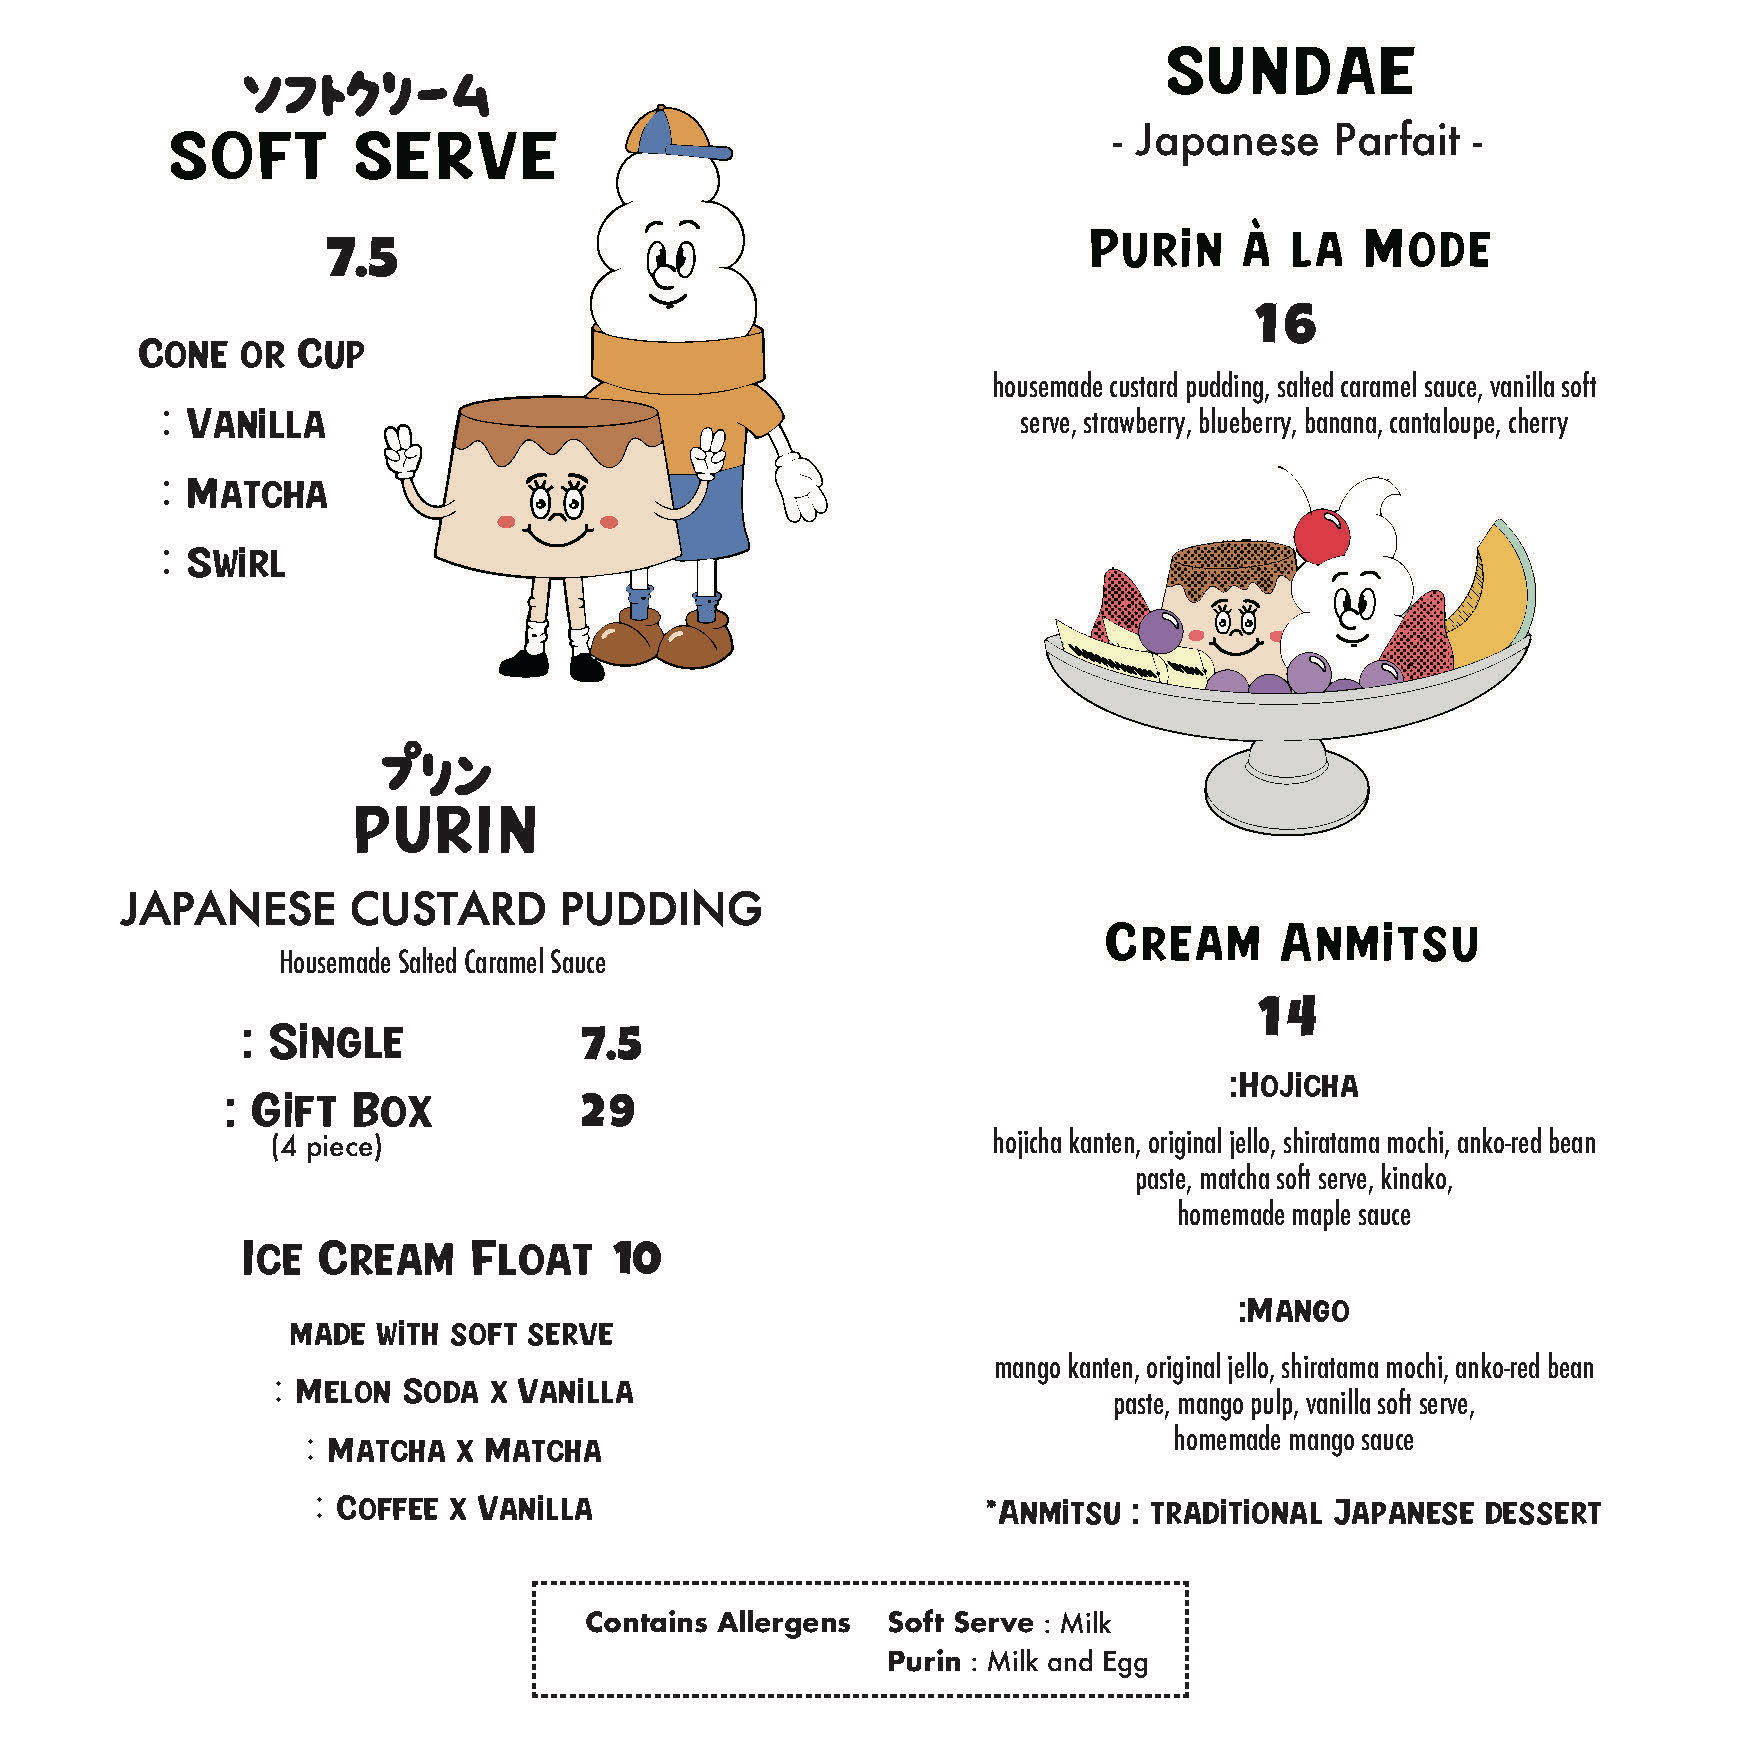 ソフトクリーム
SOFT SERVE
7.5
CONE OR CUP
: VANiLLA
: MATCHA
: SWiRL
プリン
PURIN
JAPANESE CUSTARD PUDDING
Housemade Salted Caramel Sauce
: SiNGLE 7.5
: GiFT BOX 29
(4 piece)
ICE CREAM FLOAT 10
MADE WiTH SOFT SERVE
: MELON SODA X VANiLLA
: MATCHA X MATCHA
: COFFEE X VANiLLA
SUNDAE
- Japanese Parfait -
PURiN À LA MODE
16
housemade custard pudding, salted caramel sauce, vanilla soft
serve, strawberry, blueberry, banana, cantaloupe, cherry
CREAM ANMiTSU
14
:HOJiCHA
hojicha kanten, original jello, shiratama mochi, anko-red bean
paste, matcha soft serve, kinako,
homemade maple sauce
:MANGO
mango kanten, original jello, shiratama mochi, anko-red bean
paste, mango pulp, vanilla soft serve,
homemade mango sauce
*ANMiTSU : TRADiTiONAL JAPANESE DESSERT
Contains Allergens Soft Serve : Milk
Purin : Milk and Egg